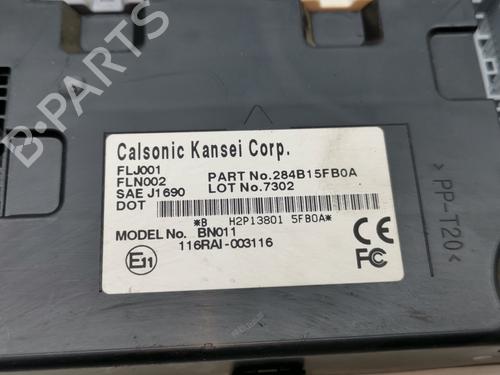 Calsonic Kansei Corp.
FLJ001
FLN002 PART No.284B15FB0A
SAE J1690 LOT No.7302
DOT
*B H2P13801 5FB0A*
MODEL No. BN011
116RAI-003116
E11
CE
FC
>PP-T20<
B-PARTS